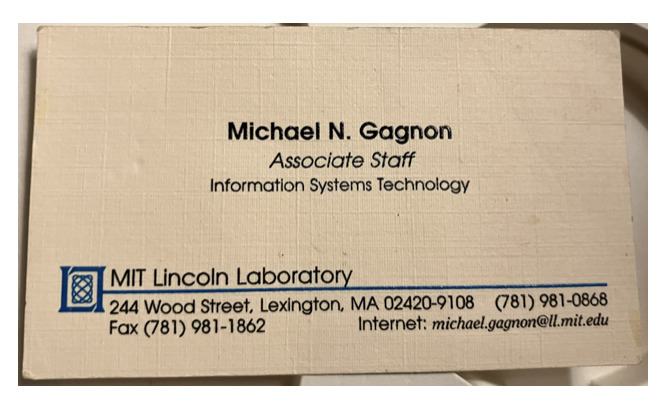 Michael N. Gagnon
Associate Staff
Information Systems Technology
MIT Lincoln Laboratory
244 Wood Street, Lexington, MA 02420-9108 (781) 981-0868
Fax (781) 981-1862 Internet: michael.gagnon@ll.mit.edu